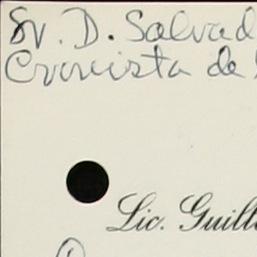 Sr. D. Salvad
Cronista de
Lic. Guill